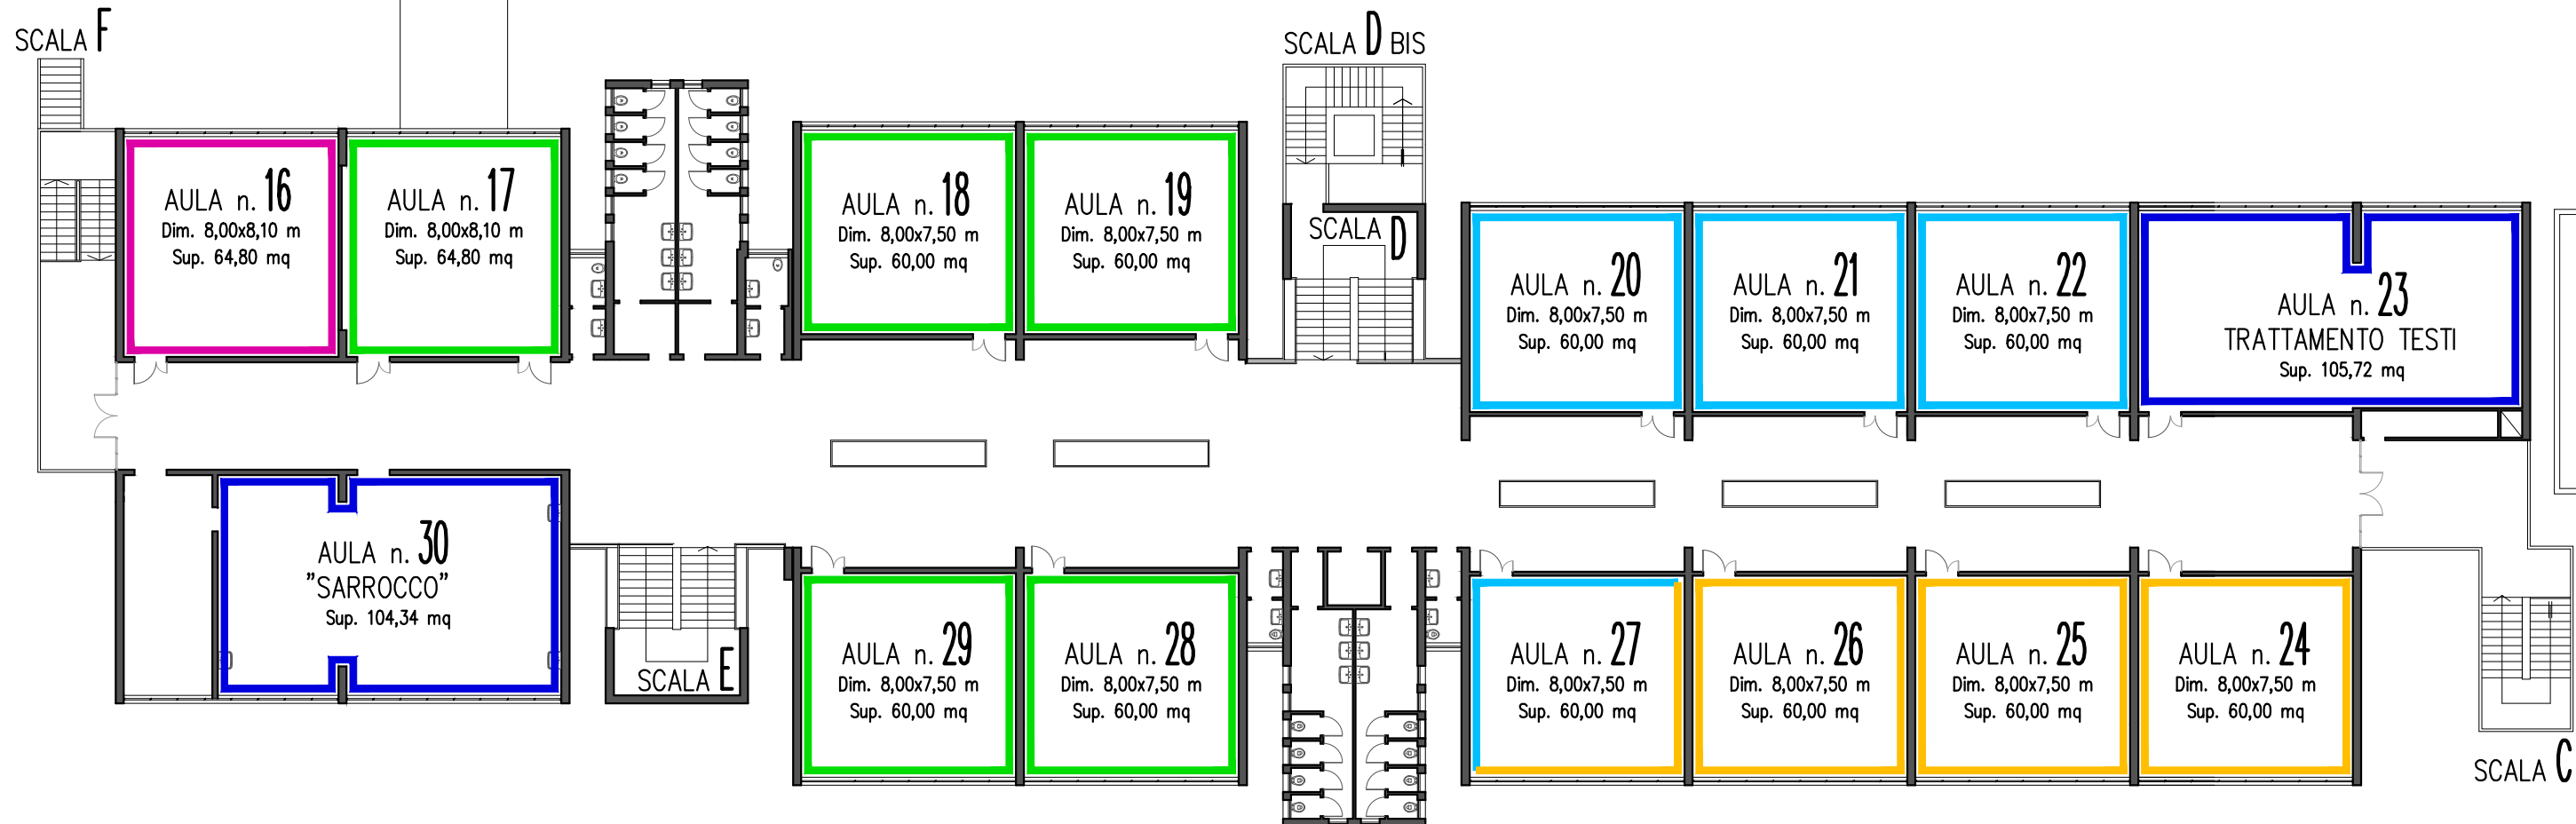 SCALA F
SCALA D BIS
AULA n. 16
Dim. 8,00x8,10 m
Sup. 64,80 mq
AULA n. 17
Dim. 8,00x8,10 m
Sup. 64,80 mq
AULA n. 18
Dim. 8,00x7,50 m
Sup. 60,00 mq
AULA n. 19
Dim. 8,00x7,50 m
Sup. 60,00 mq
SCALA D
AULA n. 20
Dim. 8,00x7,50 m
Sup. 60,00 mq
AULA n. 21
Dim. 8,00x7,50 m
Sup. 60,00 mq
AULA n. 22
Dim. 8,00x7,50 m
Sup. 60,00 mq
AULA n. 23
TRATTAMENTO TESTI
Sup. 105,72 mq
AULA n. 30
"SARROCCO"
Sup. 104,34 mq
SCALA E
AULA n. 29
Dim. 8,00x7,50 m
Sup. 60,00 mq
AULA n. 28
Dim. 8,00x7,50 m
Sup. 60,00 mq
AULA n. 27
Dim. 8,00x7,50 m
Sup. 60,00 mq
AULA n. 26
Dim. 8,00x7,50 m
Sup. 60,00 mq
AULA n. 25
Dim. 8,00x7,50 m
Sup. 60,00 mq
AULA n. 24
Dim. 8,00x7,50 m
Sup. 60,00 mq
SCALA C